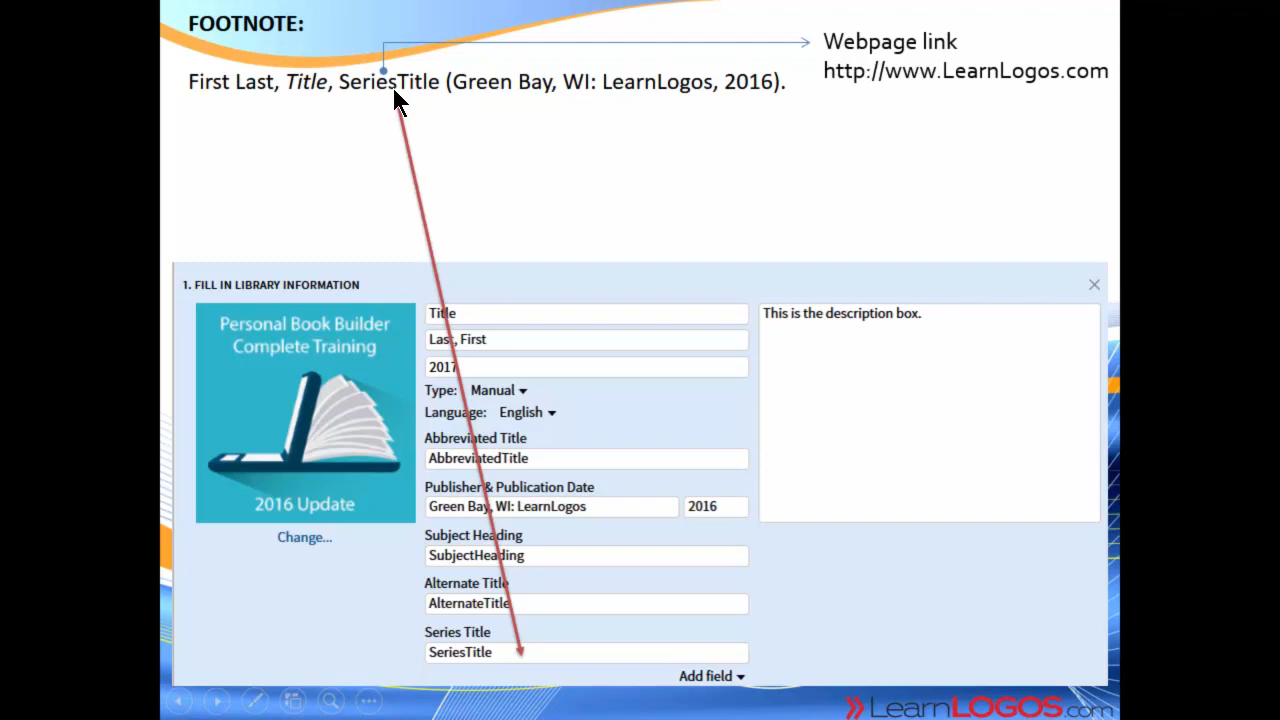 FOOTNOTE:
Webpage link
http://www.LearnLogos.com
First Last, Title, SeriesTitle (Green Bay, WI: LearnLogos, 2016).
1. FILL IN LIBRARY INFORMATION
Personal Book Builder
Complete Training
2016 Update
Change...
Title
Last, First
2017
Type: Manual
Language: English
Abbreviated Title
AbbreviatedTitle
Publisher & Publication Date
Green Bay, WI: LearnLogos 2016
Subject Heading
SubjectHeading
Alternate Title
AlternateTitle
Series Title
SeriesTitle
Add field
This is the description box.
LearnLOGOS.com